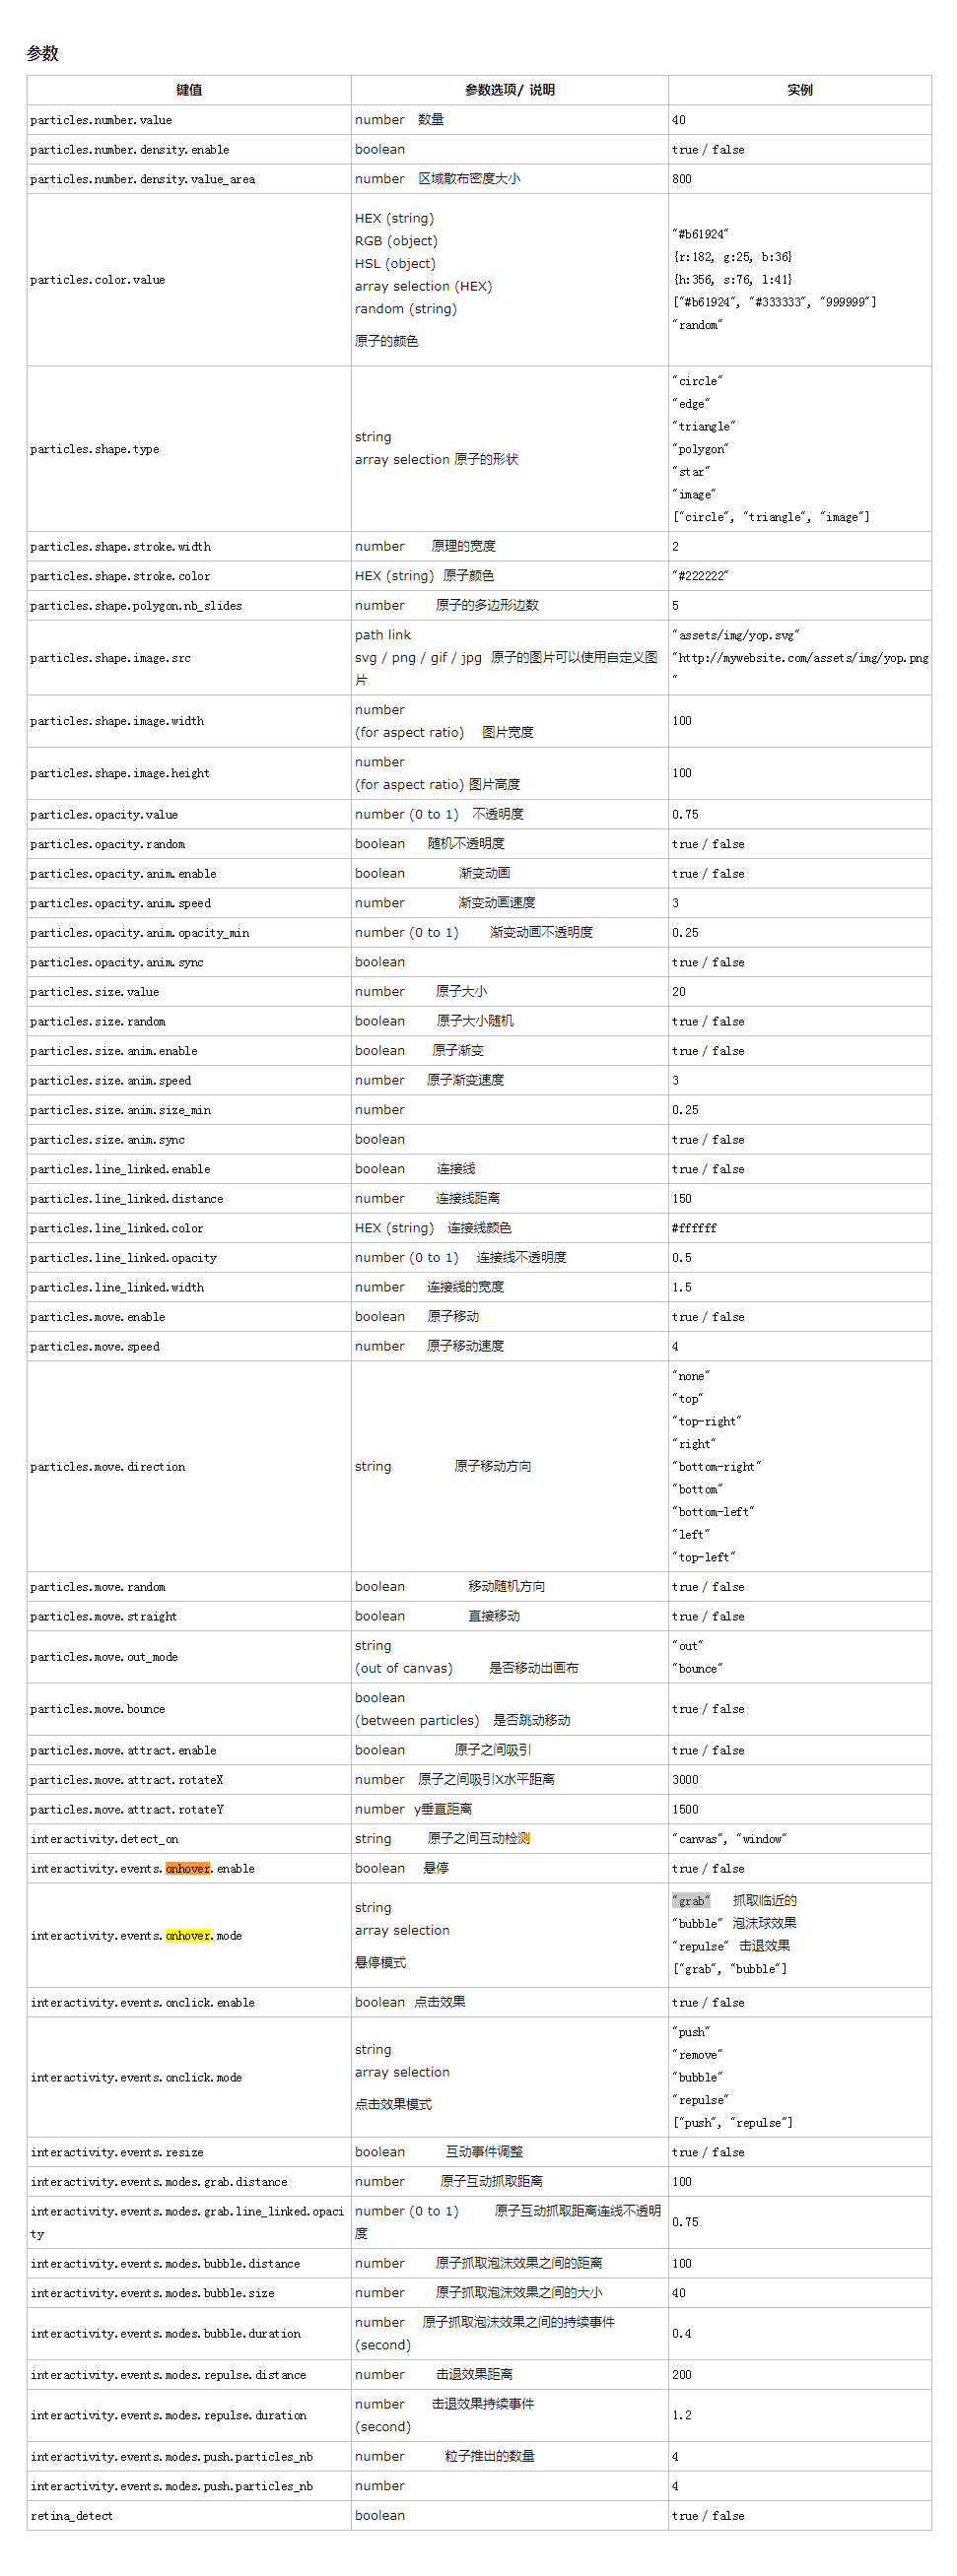 参数
键值 参数选项/ 说明 实例
particles.number.value number 数量 40
particles.number.density.enable boolean true / false
particles.number.density.value_area number 区域散布密度大小 800
particles.color.value
HEX (string)
RGB (object)
HSL (object)
array selection (HEX)
random (string)
原子的颜色
"#b61924"
{r:182, g:25, b:36}
{h:356, s:76, l:41}
["#b61924", "#333333", "999999"]
"random"
particles.shape.type
string
array selection 原子的形状
"circle"
"edge"
"triangle"
"polygon"
"star"
"image"
["circle", "triangle", "image"]
particles.shape.stroke.width number 原理的宽度 2
particles.shape.stroke.color HEX (string) 原子颜色 "#222222"
particles.shape.polygon.nb_slides number 原子的多边形边数 5
particles.shape.image.src
path link
svg / png / gif / jpg 原子的图片可以使用自定义图
片
"assets/img/yop.svg"
"http://mywebsite.com/assets/img/yop.png
"
particles.shape.image.width
number
(for aspect ratio) 图片宽度
100
particles.shape.image.height
number
(for aspect ratio) 图片高度
100
particles.opacity.value number (0 to 1) 不透明度 0.75
particles.opacity.random boolean 随机不透明度 true / false
particles.opacity.anim.enable boolean 渐变动画 true / false
particles.opacity.anim.speed number 渐变动画速度 3
particles.opacity.anim.opacity_min number (0 to 1) 渐变动画不透明度 0.25
particles.opacity.anim.sync boolean true / false
particles.size.value number 原子大小 20
particles.size.random boolean 原子大小随机 true / false
particles.size.anim.enable boolean 原子渐变 true / false
particles.size.anim.speed number 原子渐变速度 3
particles.size.anim.size_min number 0.25
particles.size.anim.sync boolean true / false
particles.line_linked.enable boolean 连接线 true / false
particles.line_linked.distance number 连接线距离 150
particles.line_linked.color HEX (string) 连接线颜色 #ffffff
particles.line_linked.opacity number (0 to 1) 连接线不透明度 0.5
particles.line_linked.width number 连接线的宽度 1.5
particles.move.enable boolean 原子移动 true / false
particles.move.speed number 原子移动速度 4
particles.move.direction
string 原子移动方向
"none"
"top"
"top-right"
"right"
"bottom-right"
"bottom"
"bottom-left"
"left"
"top-left"
particles.move.random boolean 移动随机方向 true / false
particles.move.straight boolean 直接移动 true / false
particles.move.out_mode
string
(out of canvas) 是否移动出画布
"out"
"bounce"
particles.move.bounce
boolean
(between particles) 是否跳动移动
true / false
particles.move.attract.enable boolean 原子之间吸引 true / false
particles.move.attract.rotateX number 原子之间吸引X水平距离 3000
particles.move.attract.rotateY number y垂直距离 1500
interactivity.detect_on string 原子之间互动检测 "canvas", "window"
interactivity.events.onhover.enable boolean 悬停 true / false
interactivity.events.onhover.mode
string
array selection
悬停模式
"grab" 抓取临近的
"bubble" 泡沫球效果
"repulse" 击退效果
["grab", "bubble"]
interactivity.events.onclick.enable boolean 点击效果 true / false
interactivity.events.onclick.mode
string
array selection
点击效果模式
"push"
"remove"
"bubble"
"repulse"
["push", "repulse"]
interactivity.events.resize boolean 互动事件调整 true / false
interactivity.events.modes.grab.distance number 原子互动抓取距离 100
interactivity.events.modes.grab.line_linked.opaci
ty
number (0 to 1) 原子互动抓取距离连线不透明
度
0.75
interactivity.events.modes.bubble.distance number 原子抓取泡沫效果之间的距离 100
interactivity.events.modes.bubble.size number 原子抓取泡沫效果之间的大小 40
interactivity.events.modes.bubble.duration
number 原子抓取泡沫效果之间的持续事件
(second)
0.4
interactivity.events.modes.repulse.distance number 击退效果距离 200
interactivity.events.modes.repulse.duration
number 击退效果持续事件
(second)
1.2
interactivity.events.modes.push.particles_nb number 粒子推出的数量 4
interactivity.events.modes.push.particles_nb number 4
retina_detect boolean true / false